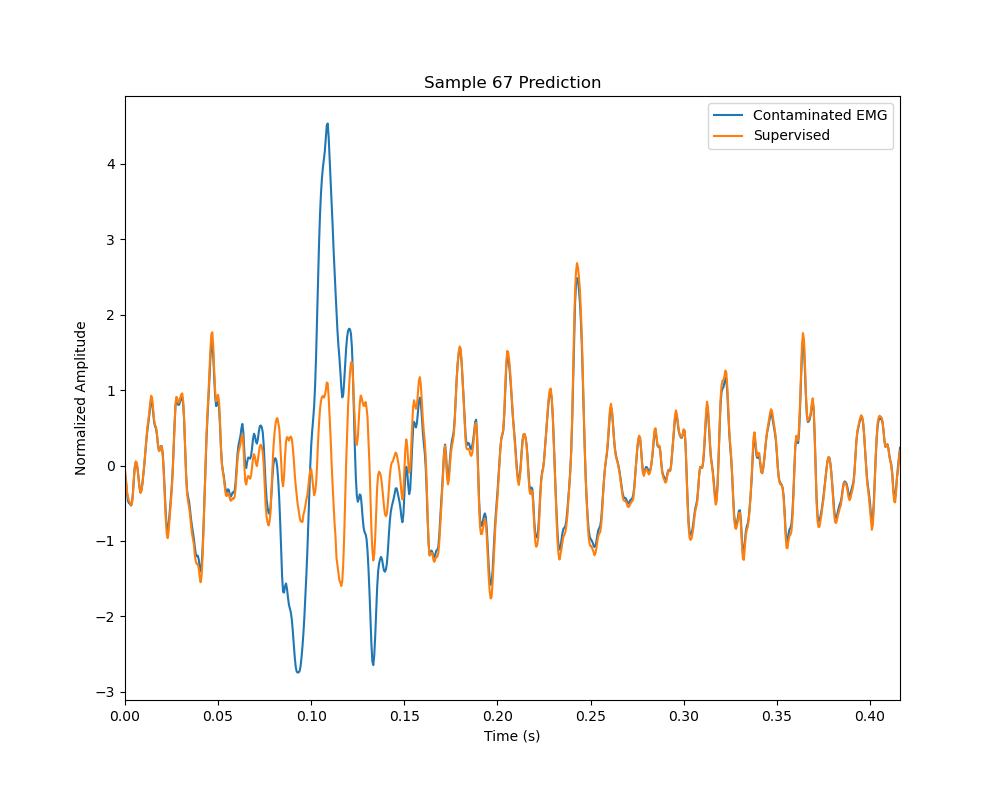 Sample 67 Prediction
Contaminated EMG
Supervised
Normalized Amplitude
4
3
2
1
0
−1
−2
−3
0.00 0.05 0.10 0.15 0.20 0.25 0.30 0.35 0.40
Time (s)